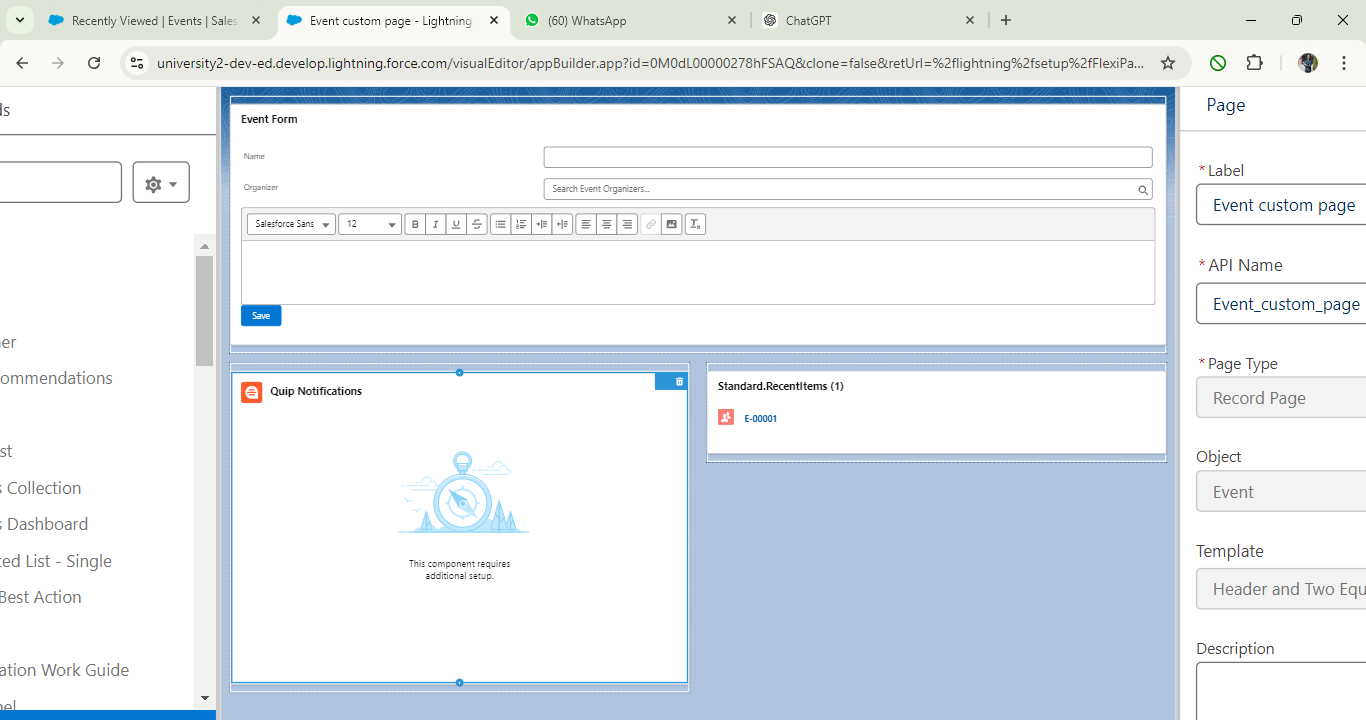 Recently Viewed | Events | Sales
Event custom page - Lightning
(60) WhatsApp
ChatGPT
university2-dev-ed.develop.lightning.force.com/visualEditor/appBuilder.app?id=0M0dL00000278hFSAQ&clone=false&retUrl=%2flightning%2fsetup%2fFlexiPa...
ds
er
ommendations
st
s Collection
s Dashboard
ted List - Single
Best Action
ation Work Guide
nel
Event Form
Name
Organizer
Search Event Organizers...
Salesforce Sans
12
B I U S
Save
Quip Notifications
This component requires
additional setup.
Standard.RecentItems (1)
E-00001
Page
* Label
Event custom page
* API Name
Event_custom_page
* Page Type
Record Page
Object
Event
Template
Header and Two Equ
Description